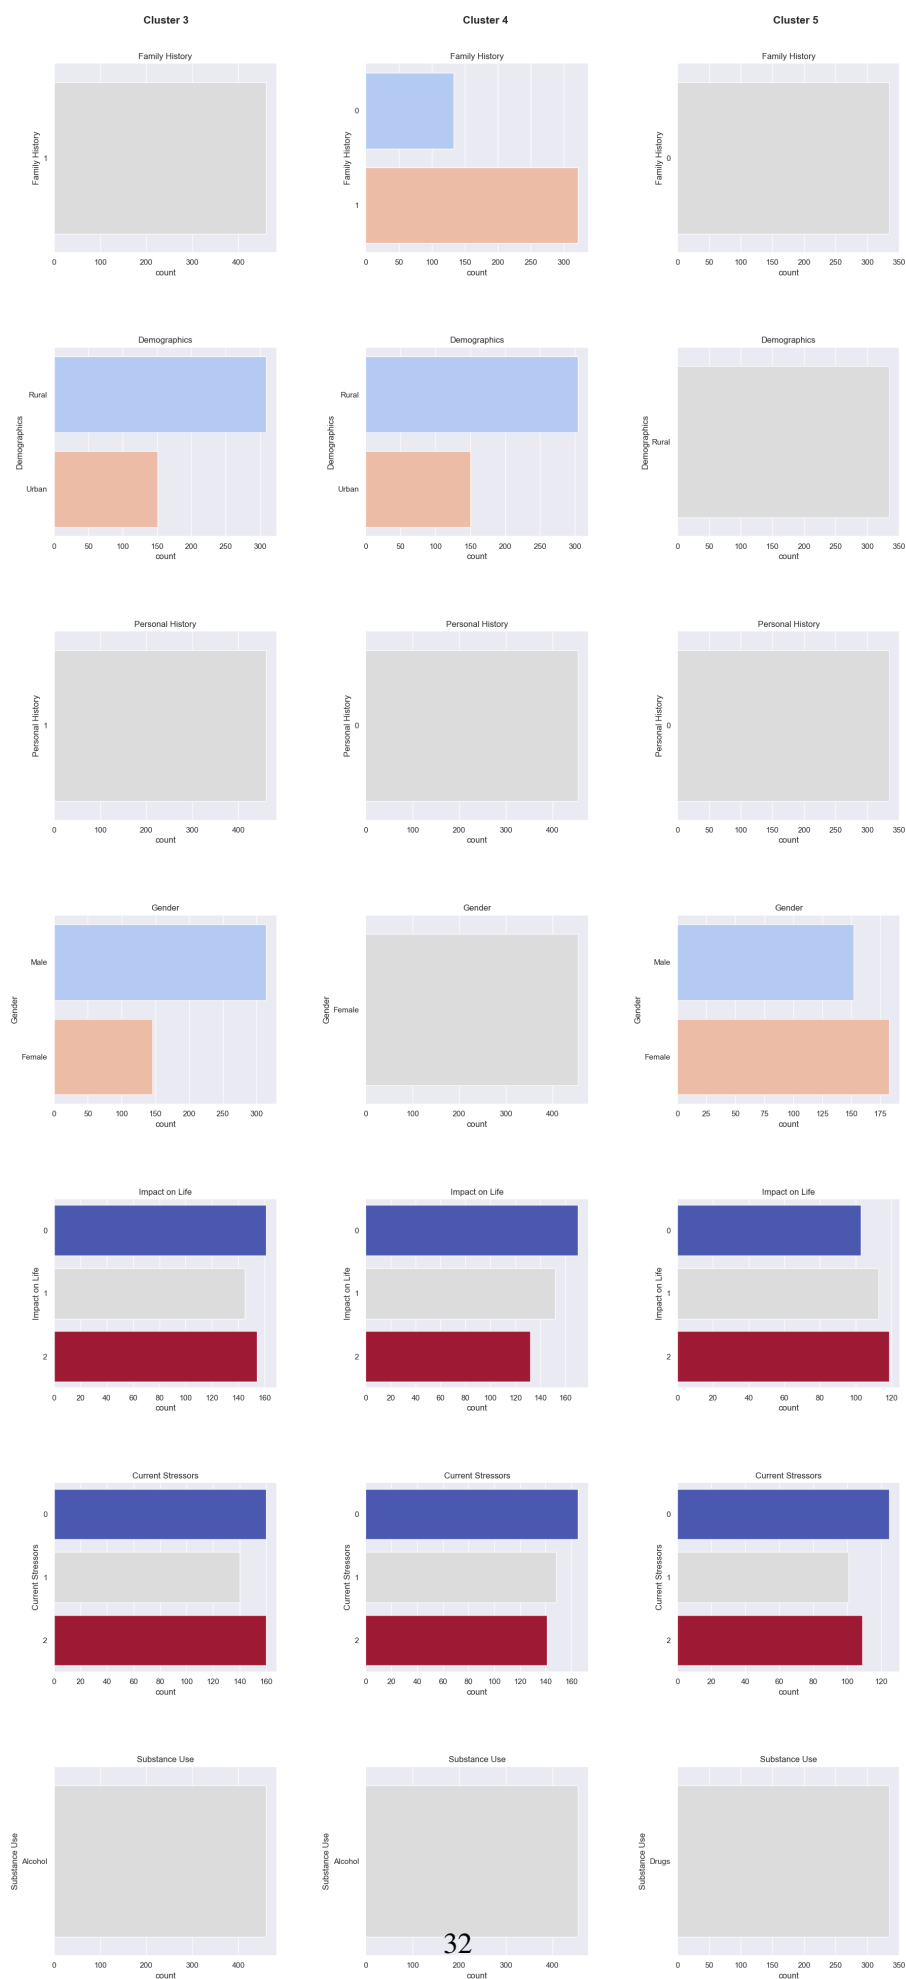 Cluster 3 Cluster 4 Cluster 5
Family History Family History Family History
Family History
1
0 100 200 300 400
count
Family History
0
1
0 50 100 150 200 250 300
count
Family History
0
0 50 100 150 200 250 300 350
count
Demographics Demographics Demographics
Demographics
Rural
Urban
0 50 100 150 200 250 300
count
Demographics
Rural
Urban
0 50 100 150 200 250 300
count
Demographics
Rural
0 50 100 150 200 250 300 350
count
Personal History Personal History Personal History
Personal History
1
0 100 200 300 400
count
Personal History
0
0 100 200 300 400
count
Personal History
0
0 50 100 150 200 250 300 350
count
Gender Gender Gender
Gender
Male
Female
0 50 100 150 200 250 300
count
Gender
Female
0 100 200 300 400
count
Gender
Male
Female
0 25 50 75 100 125 150 175
count
Impact on Life Impact on Life Impact on Life
Impact on Life
0
1
2
0 20 40 60 80 100 120 140 160
count
Impact on Life
0
1
2
0 20 40 60 80 100 120 140 160
count
Impact on Life
0
1
2
0 20 40 60 80 100 120
count
Current Stressors Current Stressors Current Stressors
Current Stressors
0
1
2
0 20 40 60 80 100 120 140 160
count
Current Stressors
0
1
2
0 20 40 60 80 100 120 140 160
count
Current Stressors
0
1
2
0 20 40 60 80 100 120
count
Substance Use Substance Use Substance Use
Substance Use
Alcohol
0 100 200 300 400
count
Substance Use
Alcohol
0 100 200 300 400
count
Substance Use
Drugs
0 50 100 150 200 250 300 350
count
32